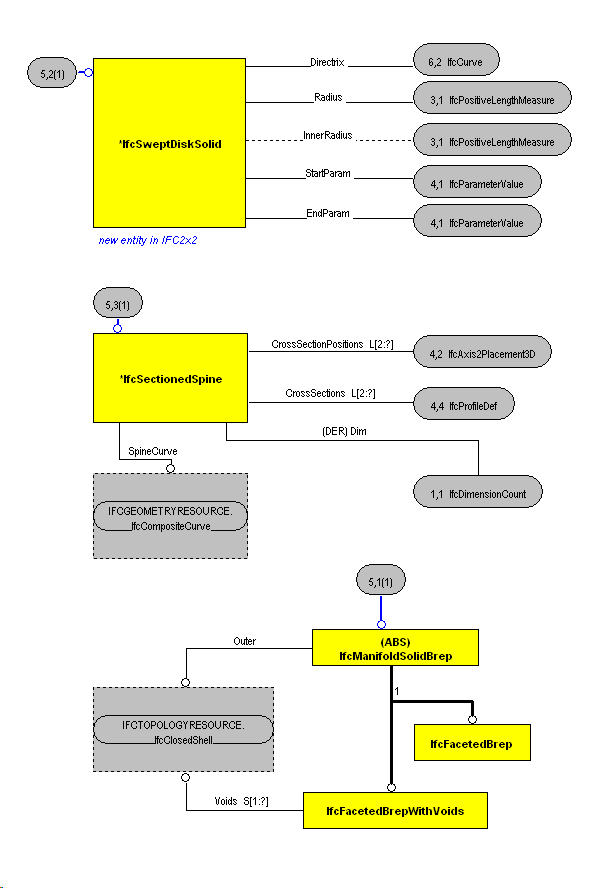 5,2(1)
*IfcSweptDiskSolid
Directrix
6,2 IfcCurve
Radius
3,1 IfcPositiveLengthMeasure
InnerRadius
3,1 IfcPositiveLengthMeasure
StartParam
4,1 IfcParameterValue
EndParam
4,1 IfcParameterValue
new entity in IFC2x2
5,3(1)
*IfcSectionedSpine
CrossSectionPositions L[2:?]
4,2 IfcAxis2Placement3D
CrossSections L[2:?]
4,4 IfcProfileDef
(DER) Dim
SpineCurve
1,1 IfcDimensionCount
IFCGEOMETRYRESOURCE.
IfcCompositeCurve
5,1(1)
Outer
(ABS)
IfcManifoldSolidBrep
1
IFCTOPOLOGYRESOURCE.
IfcClosedShell
IfcFacetedBrep
Voids S[1:?]
IfcFacetedBrepWithVoids